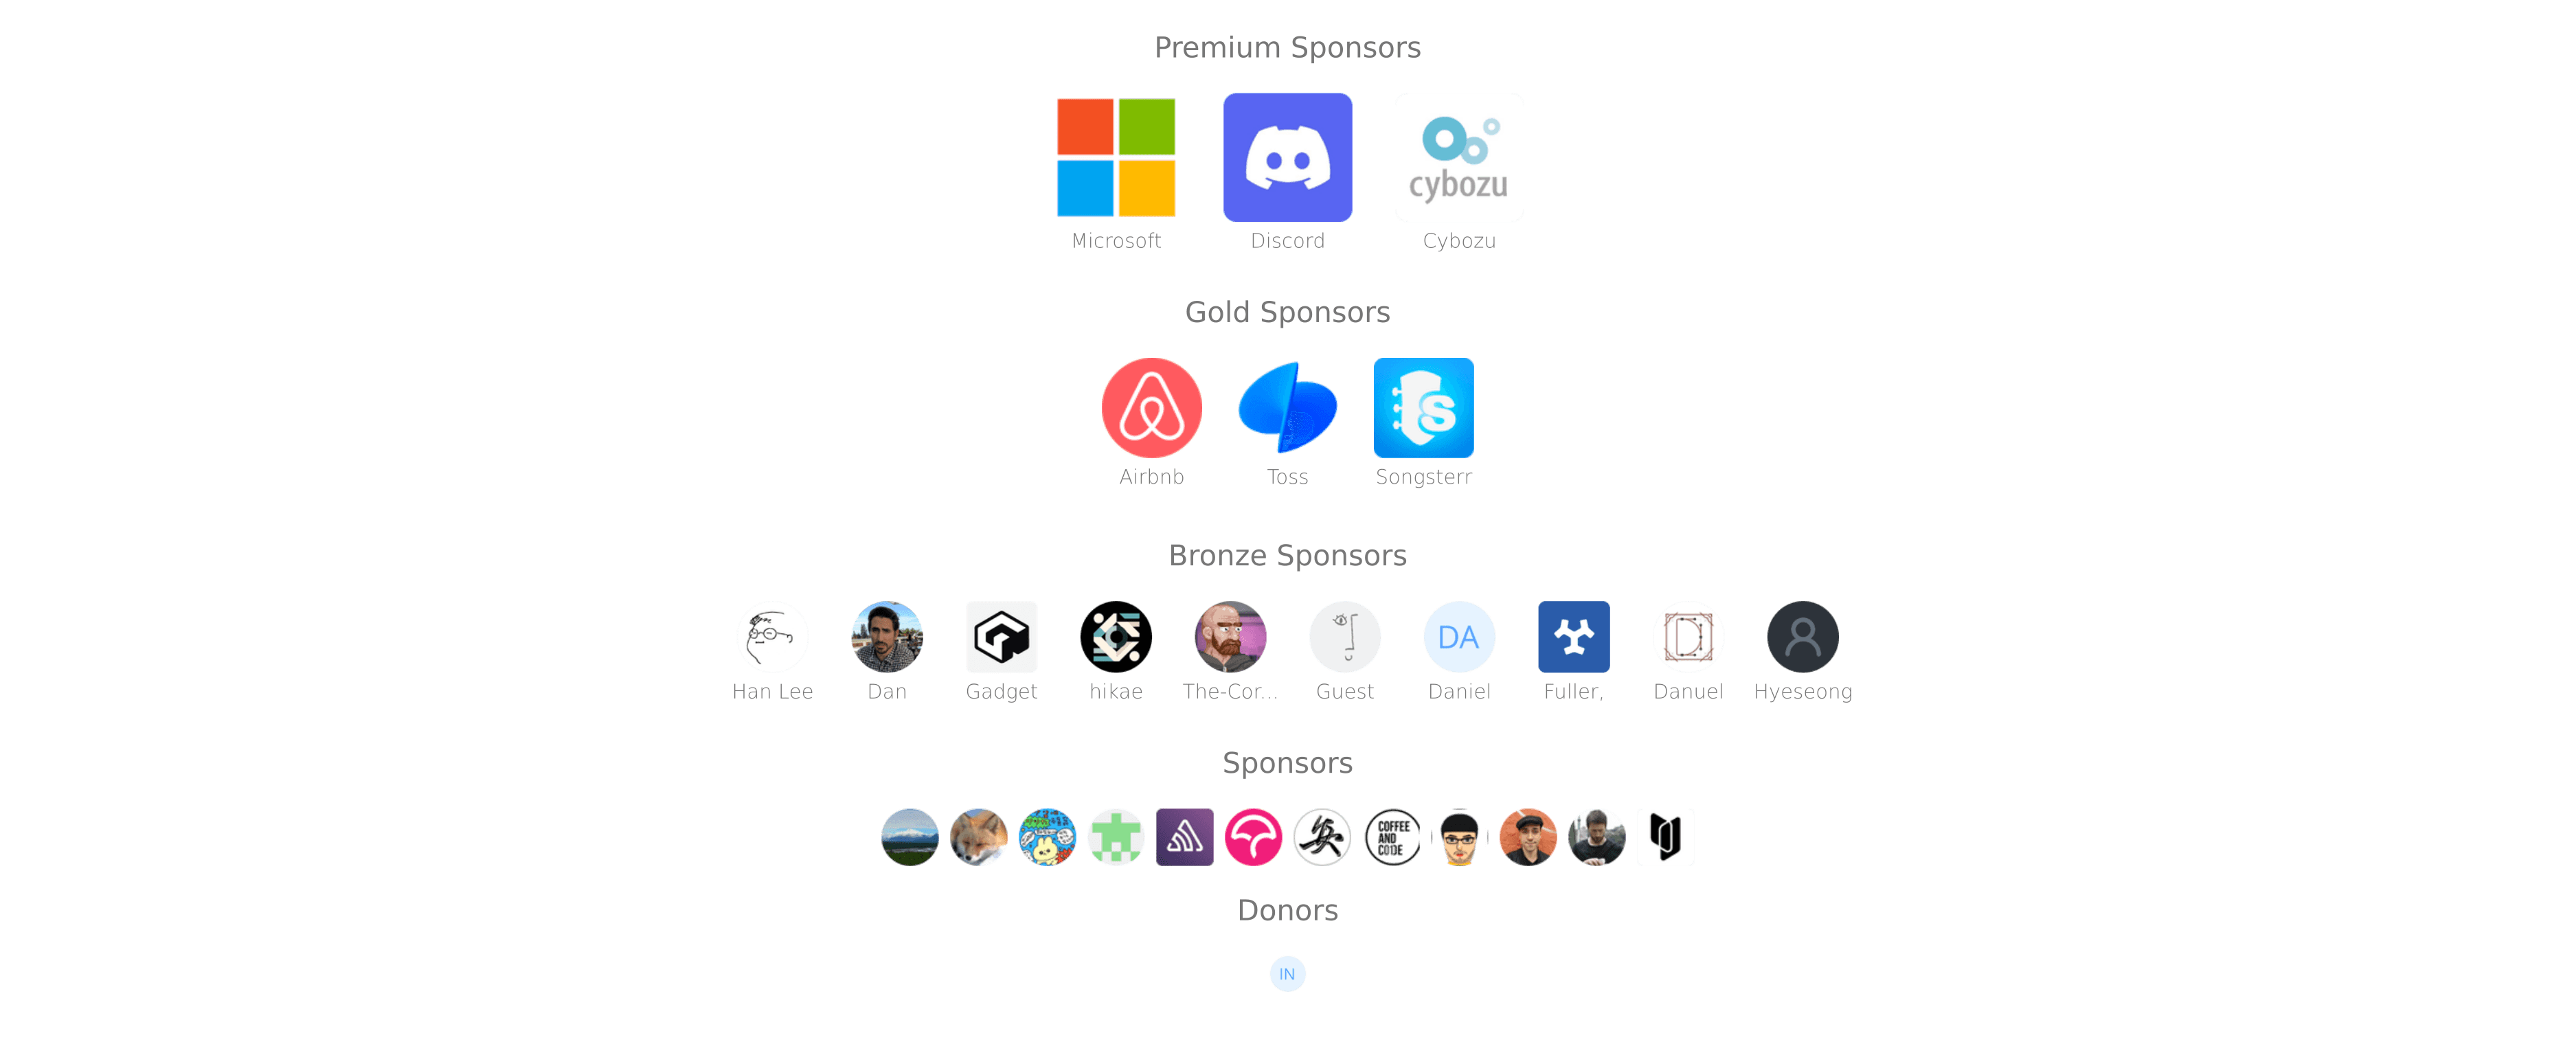 Premium Sponsors
cybozu
Microsoft Discord Cybozu
Gold Sponsors
Airbnb Toss Songsterr
Bronze Sponsors
DA
Han Lee Dan Gadget hikae The-Cor... Guest Daniel Fuller, Danuel Hyeseong
Sponsors
COFFEE
AND
CODE
Donors
IN